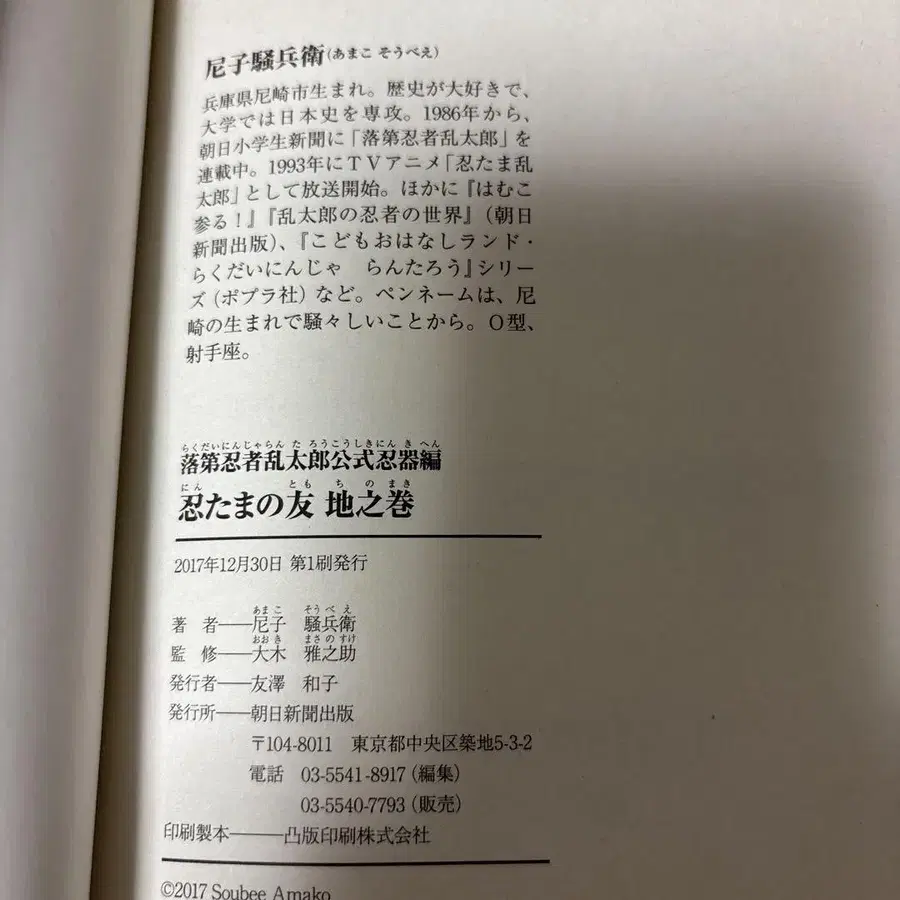 尼子騒兵衛(あまこ そうべえ)
兵庫県尼崎市生まれ。歴史が大好きで、
大学では日本史を専攻。1986年から、
朝日小学生新聞に「落第忍者乱太郎」を
連載中。1993年にTVアニメ「忍たま乱
太郎」として放送開始。ほかに『はむこ
参る!』『乱太郎の忍者の世界』(朝日
新聞出版)、『こどもおはなしランド・
らくだいにんじゃ らんたろう』シリー
ズ(ポプラ社)など。ペンネームは、尼
崎の生まれで騒々しいことから。O型、
射手座。
らくだいにんじゃらん た ろうこうしきにん き へん
落第忍者乱太郎公式忍器編
にん とも ち の まき
忍たまの友 地之巻
2017年12月30日 第1刷発行
あまこ そうべえ
著 者──尼子 騒兵衛
おおき まさのすけ
監 修──大木 雅之助
発行者──友澤 和子
発行所──朝日新聞出版
〒104-8011 東京都中央区築地5-3-2
電話 03-5541-8917(編集)
03-5540-7793(販売)
印刷製本───凸版印刷株式会社
©2017 Soubee Amako